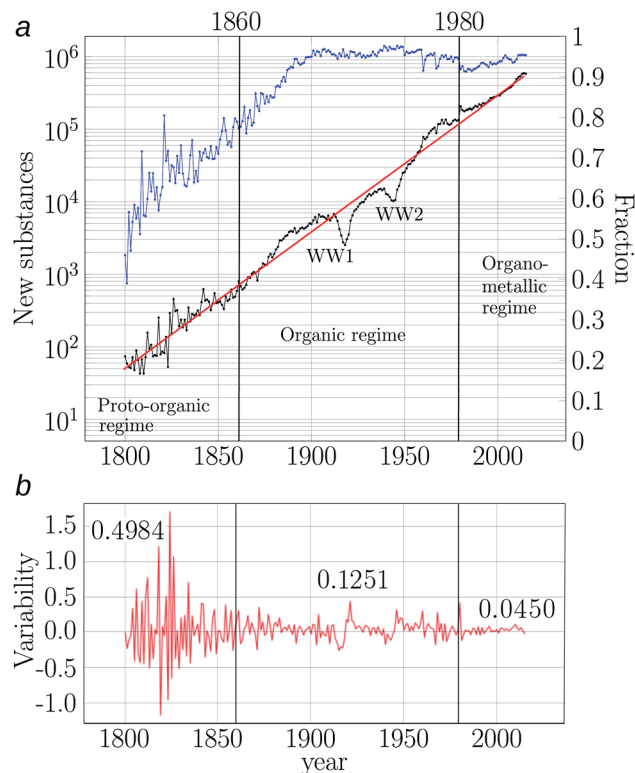 a
1860
1980
New substances
10^6
10^5
10^4
10^3
10^2
10^1
1
0.9
0.8
0.7
0.6
0.5
0.4
0.3
0.2
0.1
0
Fraction
WW2
WW1
Organo-
metallic
regime
Organic regime
Proto-organic
regime
1800
1850
1900
1950
2000
b
Variability
1.5
1.0
0.5
0.0
-0.5
-1.0
0.4984
0.1251
0.0450
1800
1850
1900
1950
2000
year